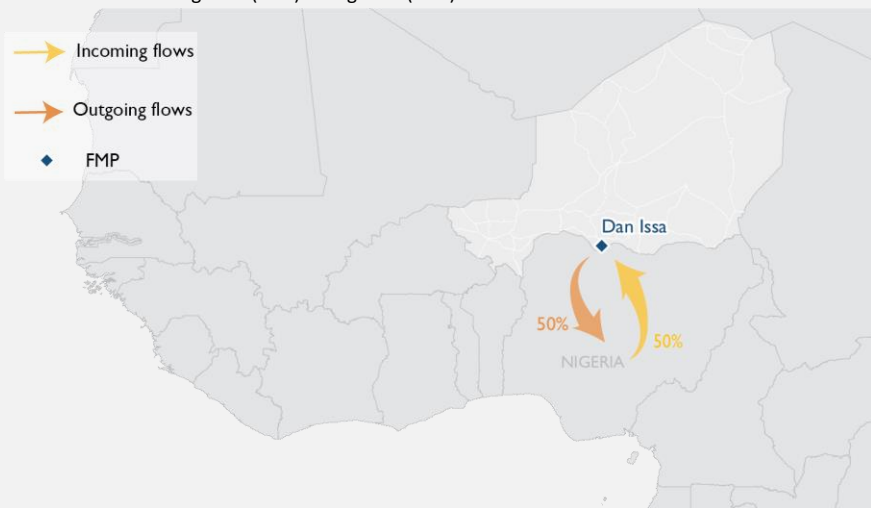 Incoming flows
Outgoing flows
FMP
Dan Issa
50%
50%
NIGERIA